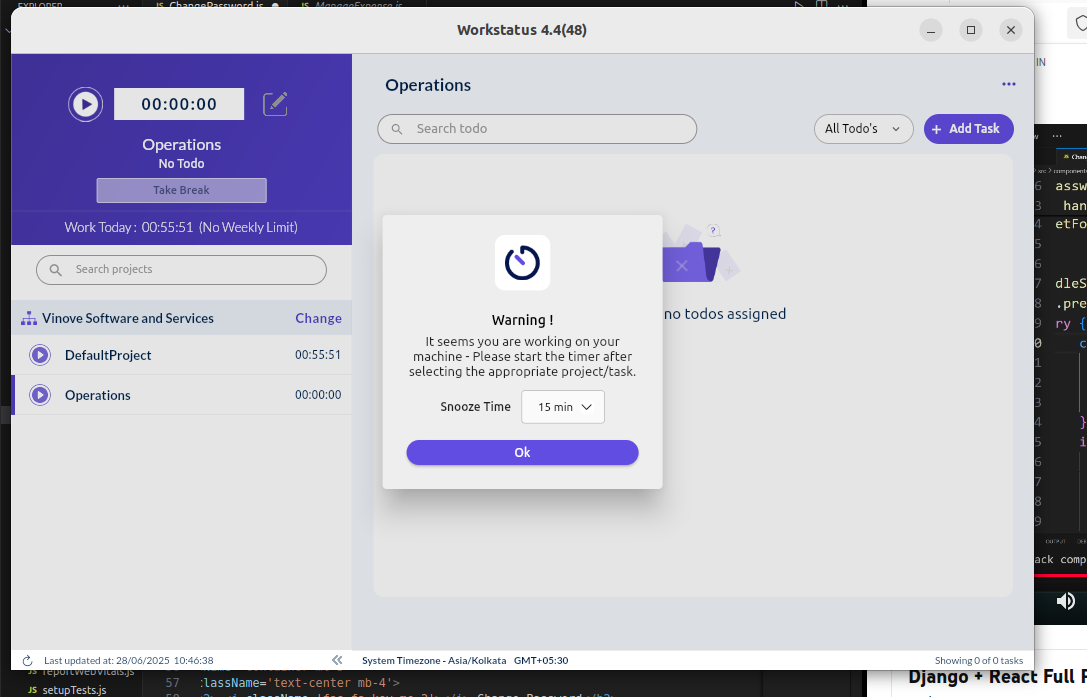 EXPLORER
JS ChangePassword.js
JS ManageExpense.js
Workstatus 4.4(48)
IN
00:00:00
Operations
No Todo
Take Break
Work Today : 00:55:51 (No Weekly Limit)
Search projects
Vinove Software and Services Change
DefaultProject 00:55:51
Operations 00:00:00
Operations
Search todo
All Todo's
+ Add Task
?
no todos assigned
Warning !
It seems you are working on your
machine - Please start the timer after
selecting the appropriate project/task.
Snooze Time 15 min
Ok
Last updated at: 28/06/2025 10:46:38
System Timezone - Asia/Kolkata GMT+05:30
Showing 0 of 0 tasks
src > components
assw
han
etFo
dleS
.pre
ry {
c
}
i
OUTPUT
ack comp
JS reportWebVitals.js
JS setupTests.js
57 className='text-center mb-4'>
Django + React Full